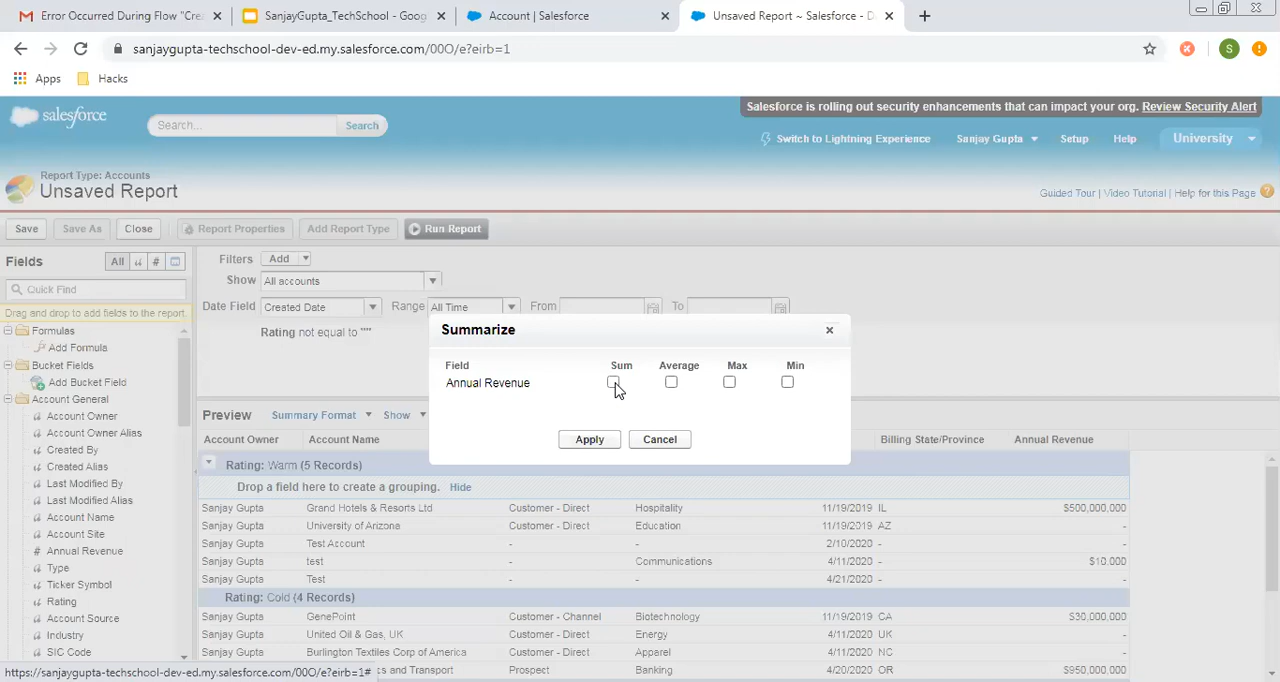 Error Occurred During Flow "Cre
SanjayGupta_TechSchool - Goog
Account | Salesforce
Unsaved Report ~ Salesforce - D
sanjaygupta-techschool-dev-ed.my.salesforce.com/00O/e?eirb=1
S
Apps
Hacks
salesforce
Search...
Search
Salesforce is rolling out security enhancements that can impact your org. Review Security Alert
Switch to Lightning Experience
Sanjay Gupta
Setup
Help
University
Report Type: Accounts
Unsaved Report
Guided Tour | Video Tutorial | Help for this Page
Save
Save As
Close
Report Properties
Add Report Type
Run Report
Fields
All
Quick Find
Drag and drop to add fields to the report.
Formulas
Add Formula
Bucket Fields
Add Bucket Field
Account General
Account Owner
Account Owner Alias
Created By
Created Alias
Last Modified By
Last Modified Alias
Account Name
Account Site
# Annual Revenue
Type
Ticker Symbol
Rating
Account Source
Industry
SIC Code
Filters Add
Show All accounts
Date Field Created Date Range All Time From To
Rating not equal to ""
Summarize
Field Sum Average Max Min
Annual Revenue
Apply
Cancel
Preview Summary Format Show
Account Owner Account Name Billing State/Province Annual Revenue
Rating: Warm (5 Records)
Drop a field here to create a grouping. Hide
Sanjay Gupta Grand Hotels & Resorts Ltd Customer - Direct Hospitality 11/19/2019 IL $500,000,000
Sanjay Gupta University of Arizona Customer - Direct Education 11/19/2019 AZ -
Sanjay Gupta Test Account - - 2/10/2020 - -
Sanjay Gupta test - Communications 4/11/2020 - $10,000
Sanjay Gupta Test - - 4/21/2020 - -
Rating: Cold (4 Records)
Sanjay Gupta GenePoint Customer - Channel Biotechnology 11/19/2019 CA $30,000,000
Sanjay Gupta United Oil & Gas, UK Customer - Direct Energy 4/11/2020 UK -
Sanjay Gupta Burlington Textiles Corp of America Customer - Direct Apparel 4/11/2020 NC -
cs and Transport Prospect Banking 4/20/2020 OR $950,000,000
https://sanjaygupta-techschool-dev-ed.my.salesforce.com/00O/e?eirb=1#